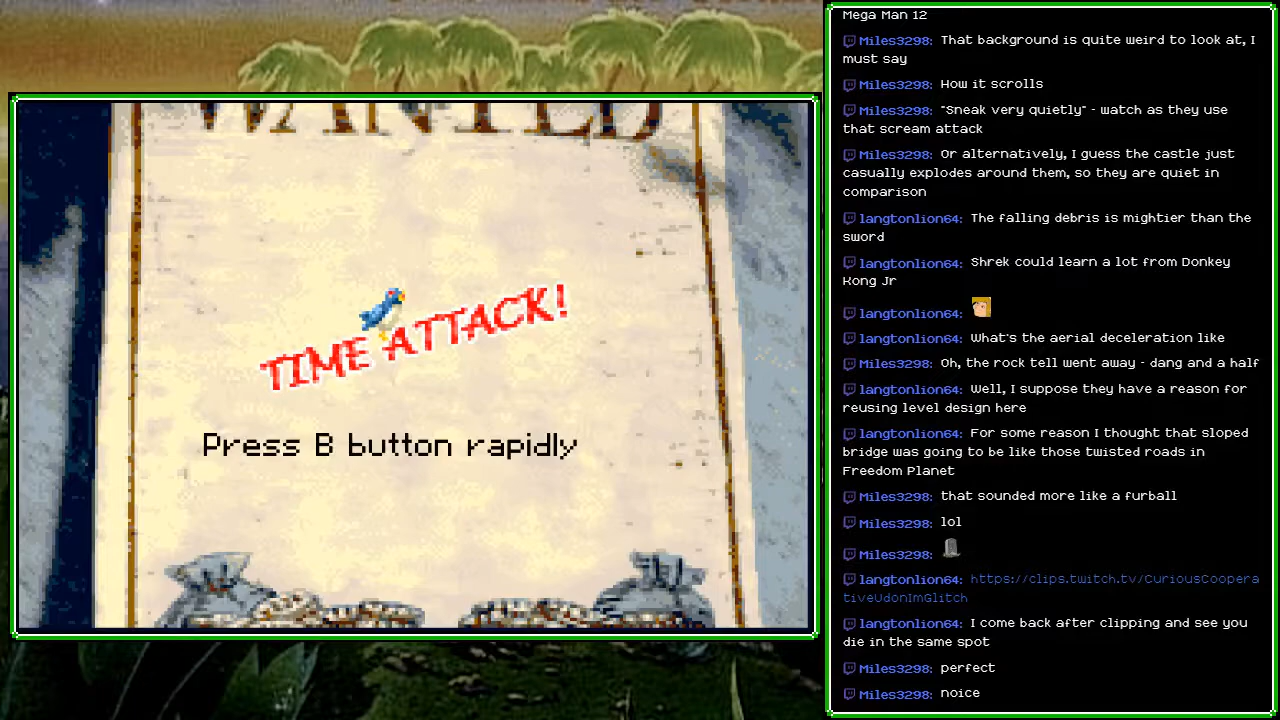 WANTED
TIME ATTACK!
Press B button rapidly
Mega Man 12
Miles3298: That background is quite weird to look at, I
must say
Miles3298: How it scrolls
Miles3298: "Sneak very quietly" - watch as they use
that scream attack
Miles3298: Or alternatively, I guess the castle just
casually explodes around them, so they are quiet in
comparison
langtonlion64: The falling debris is mightier than the
sword
langtonlion64: Shrek could learn a lot from Donkey
Kong Jr
langtonlion64:
langtonlion64: What's the aerial deceleration like
Miles3298: Oh, the rock tell went away - dang and a half
langtonlion64: Well, I suppose they have a reason for
reusing level design here
langtonlion64: For some reason I thought that sloped
bridge was going to be like those twisted roads in
Freedom Planet
Miles3298: that sounded more like a furball
Miles3298: lol
Miles3298:
langtonlion64: https://clips.twitch.tv/CuriousCoopera
tiveUdonImGlitch
langtonlion64: I come back after clipping and see you
die in the same spot
Miles3298: perfect
Miles3298: noice